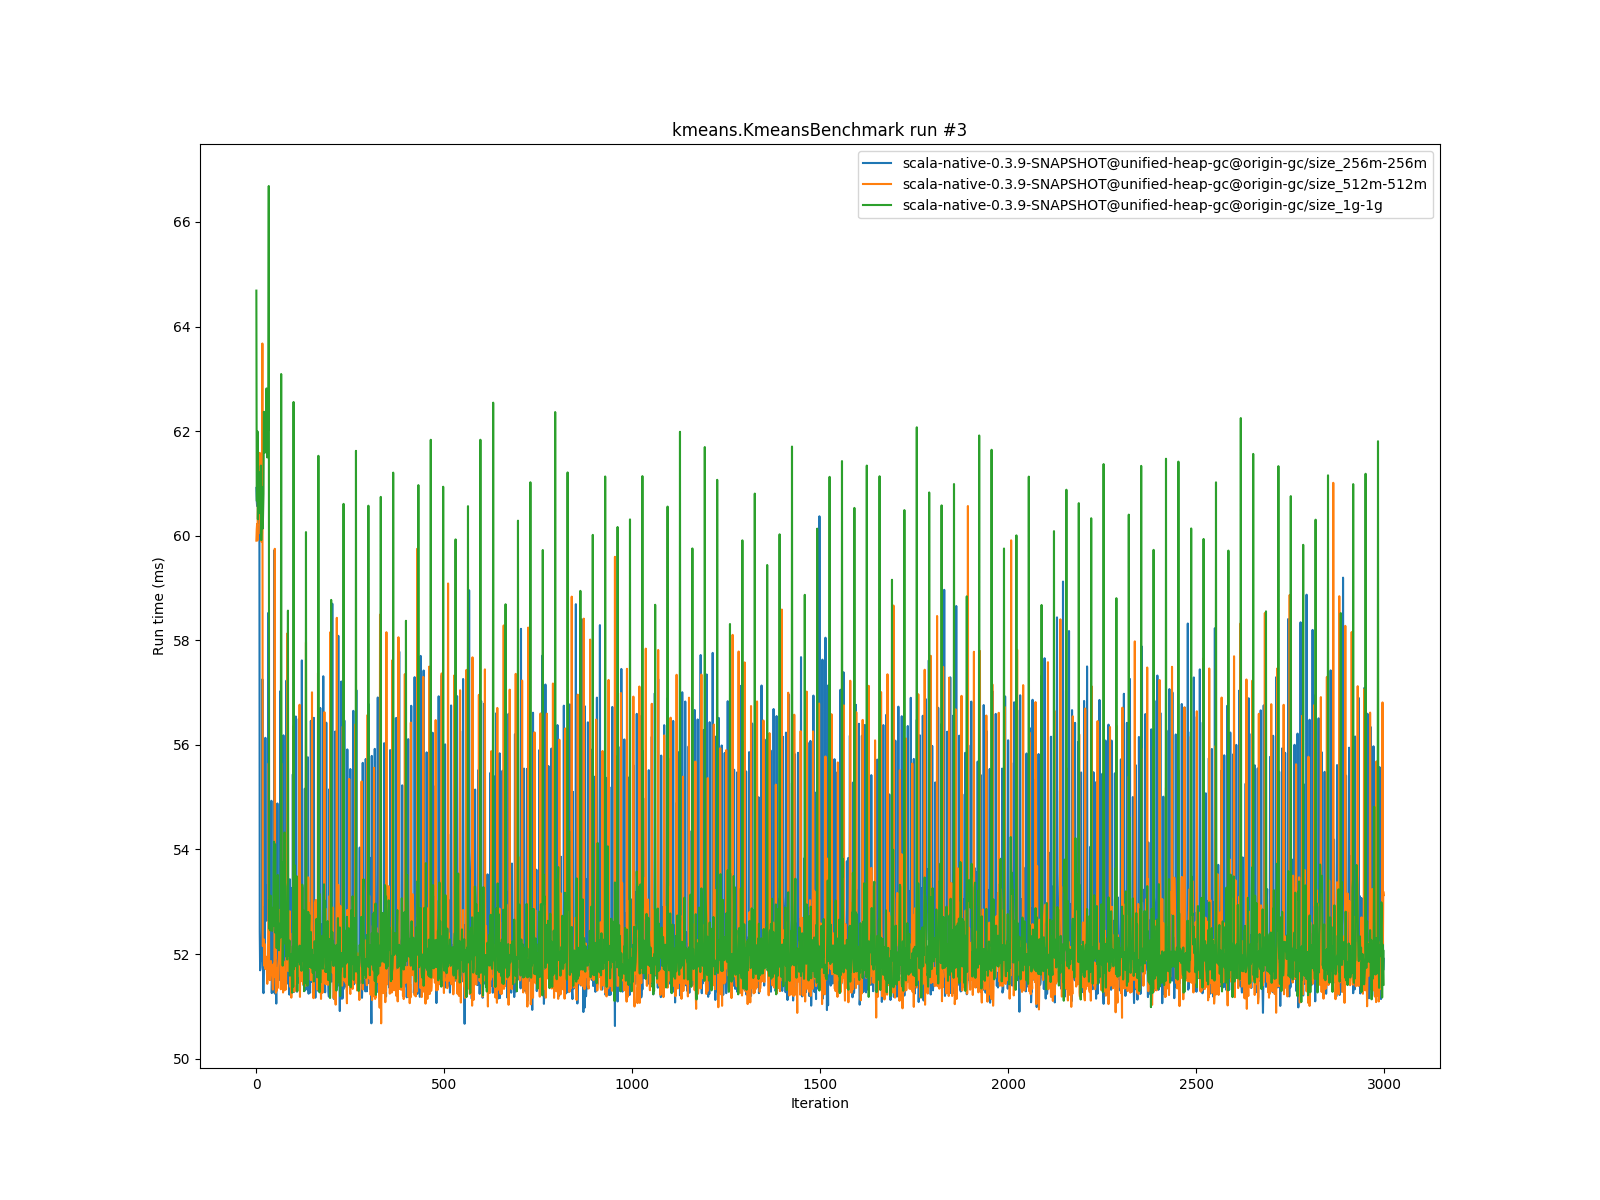 kmeans.KmeansBenchmark run #3
scala-native-0.3.9-SNAPSHOT@unified-heap-gc@origin-gc/size_256m-256m
scala-native-0.3.9-SNAPSHOT@unified-heap-gc@origin-gc/size_512m-512m
scala-native-0.3.9-SNAPSHOT@unified-heap-gc@origin-gc/size_1g-1g
66
64
62
60
58
56
54
52
50
Run time (ms)
0 500 1000 1500 2000 2500 3000
Iteration